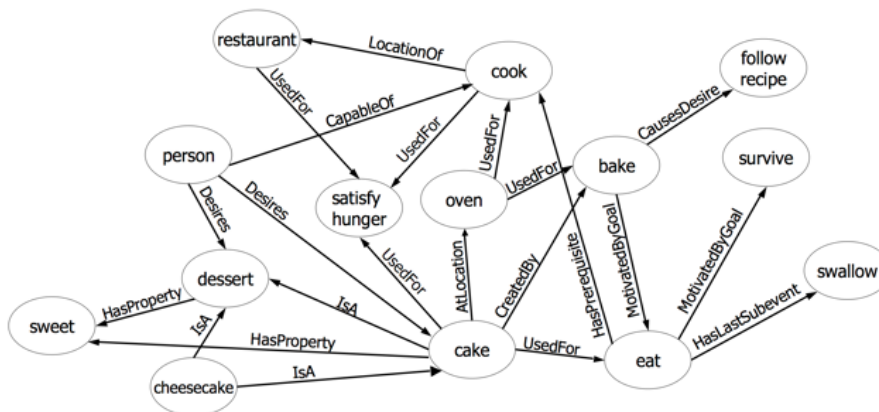 restaurant
LocationOf
cook
follow
recipe
UsedFor
CapableOf
UsedFor
UsedFor
CausesDesire
person
Desires
Desires
satisfy
hunger
oven
UsedFor
bake
survive
dessert
UsedFor
AtLocation
CreatedBy
HasPrerequisite
MotivatedByGoal
MotivatedByGoal
swallow
sweet
HasProperty
IsA
IsA
HasProperty
cake
UsedFor
eat
HasLastSubevent
cheesecake
IsA